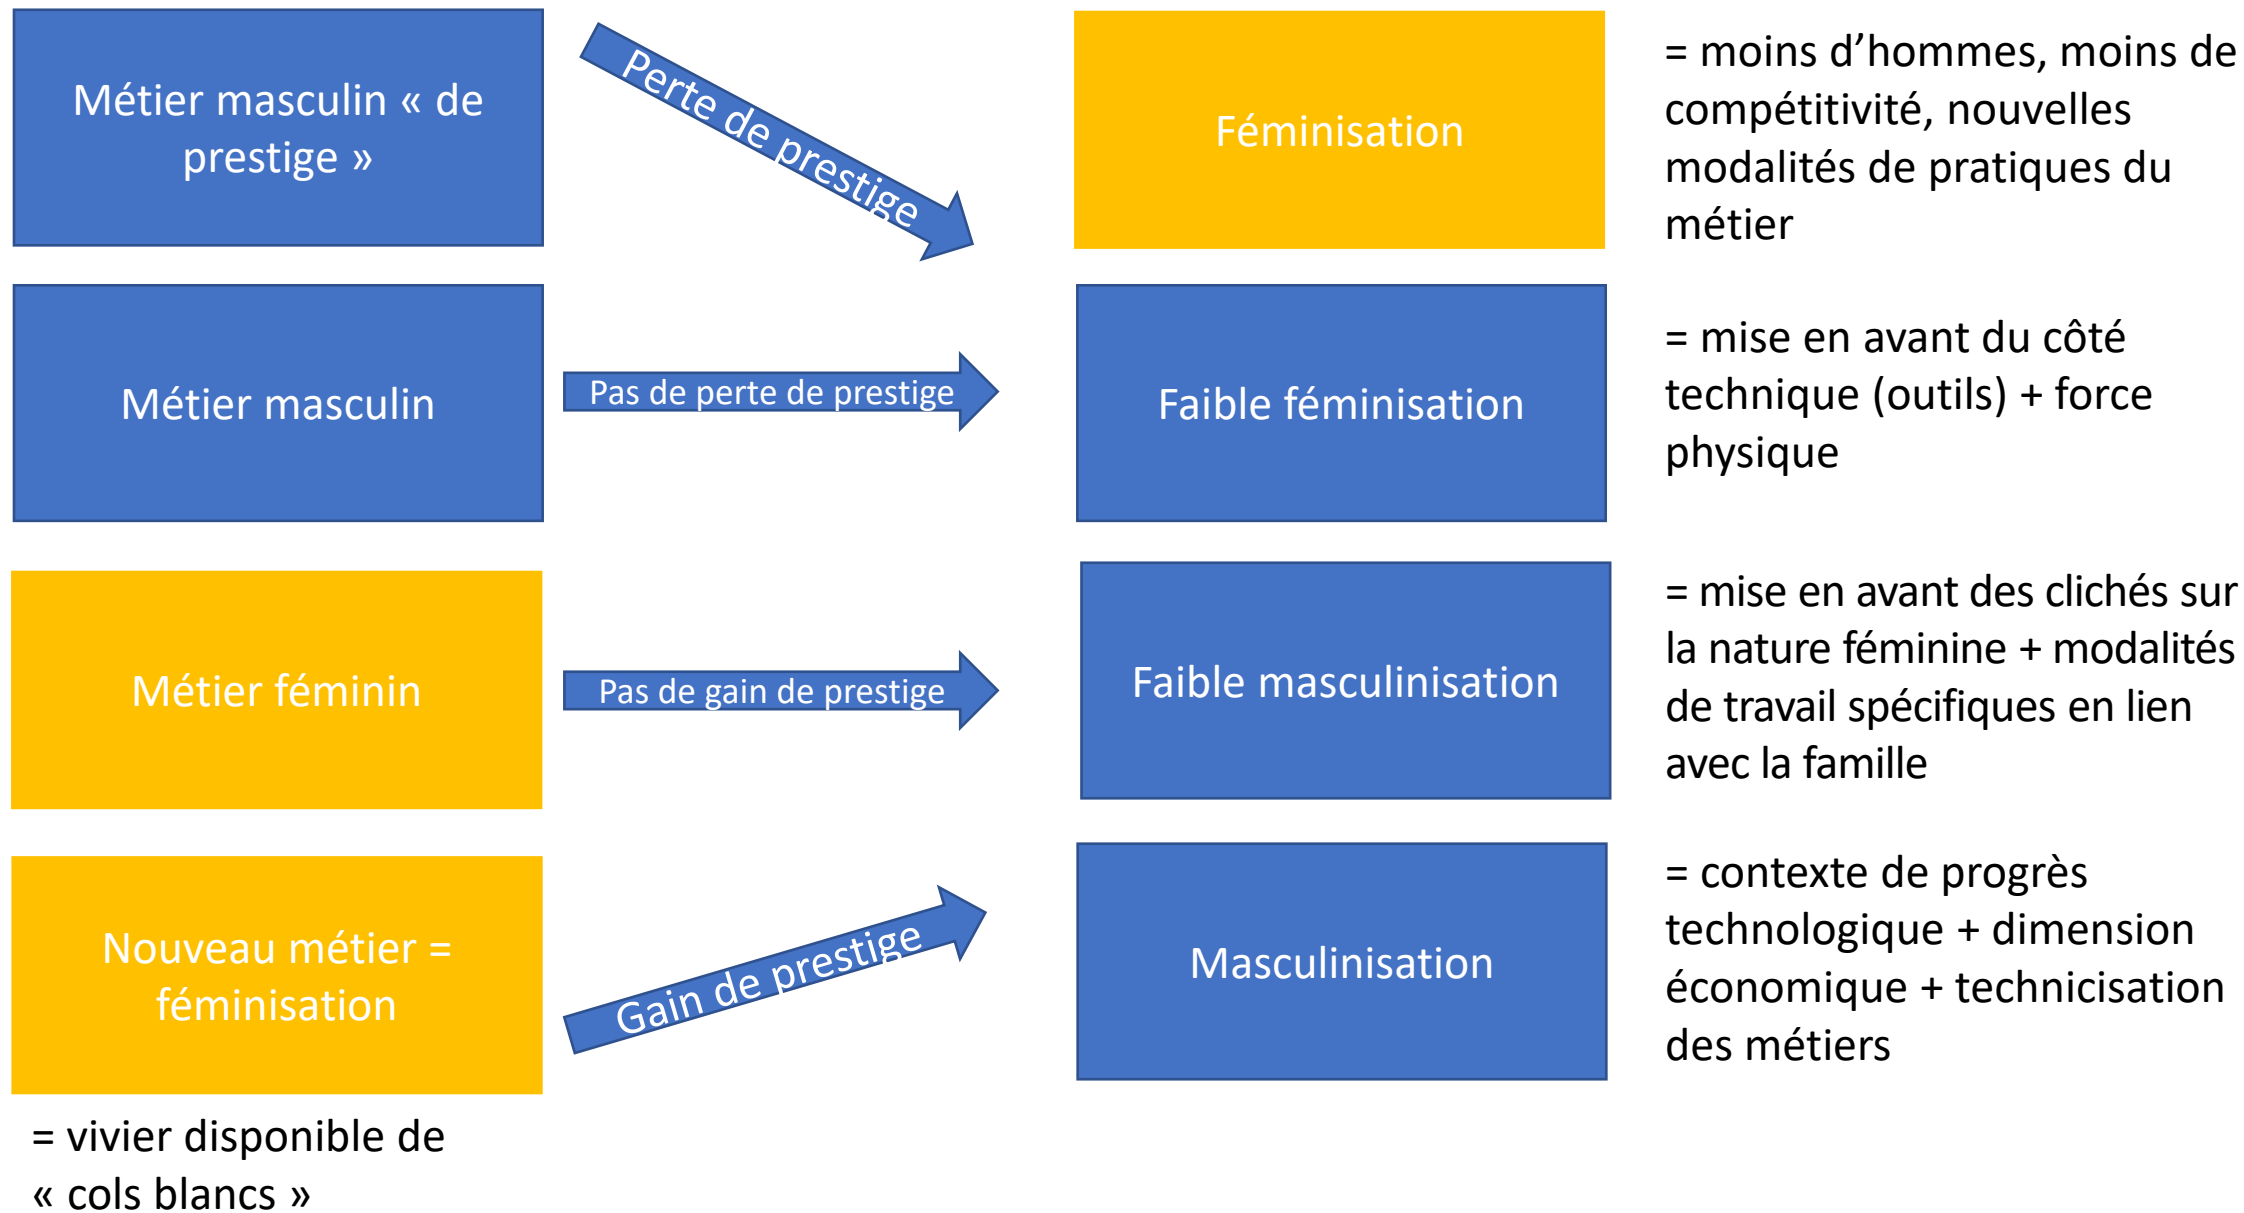 Métier masculin « de
prestige »
Perte de prestige
Féminisation
= moins d’hommes, moins de
compétitivité, nouvelles
modalités de pratiques du
métier
Métier masculin
Pas de perte de prestige
Faible féminisation
= mise en avant du côté
technique (outils) + force
physique
Métier féminin
Pas de gain de prestige
Faible masculinisation
= mise en avant des clichés sur
la nature féminine + modalités
de travail spécifiques en lien
avec la famille
Nouveau métier =
féminisation
Gain de prestige
Masculinisation
= contexte de progrès
technologique + dimension
économique + technicisation
des métiers
= vivier disponible de
« cols blancs »